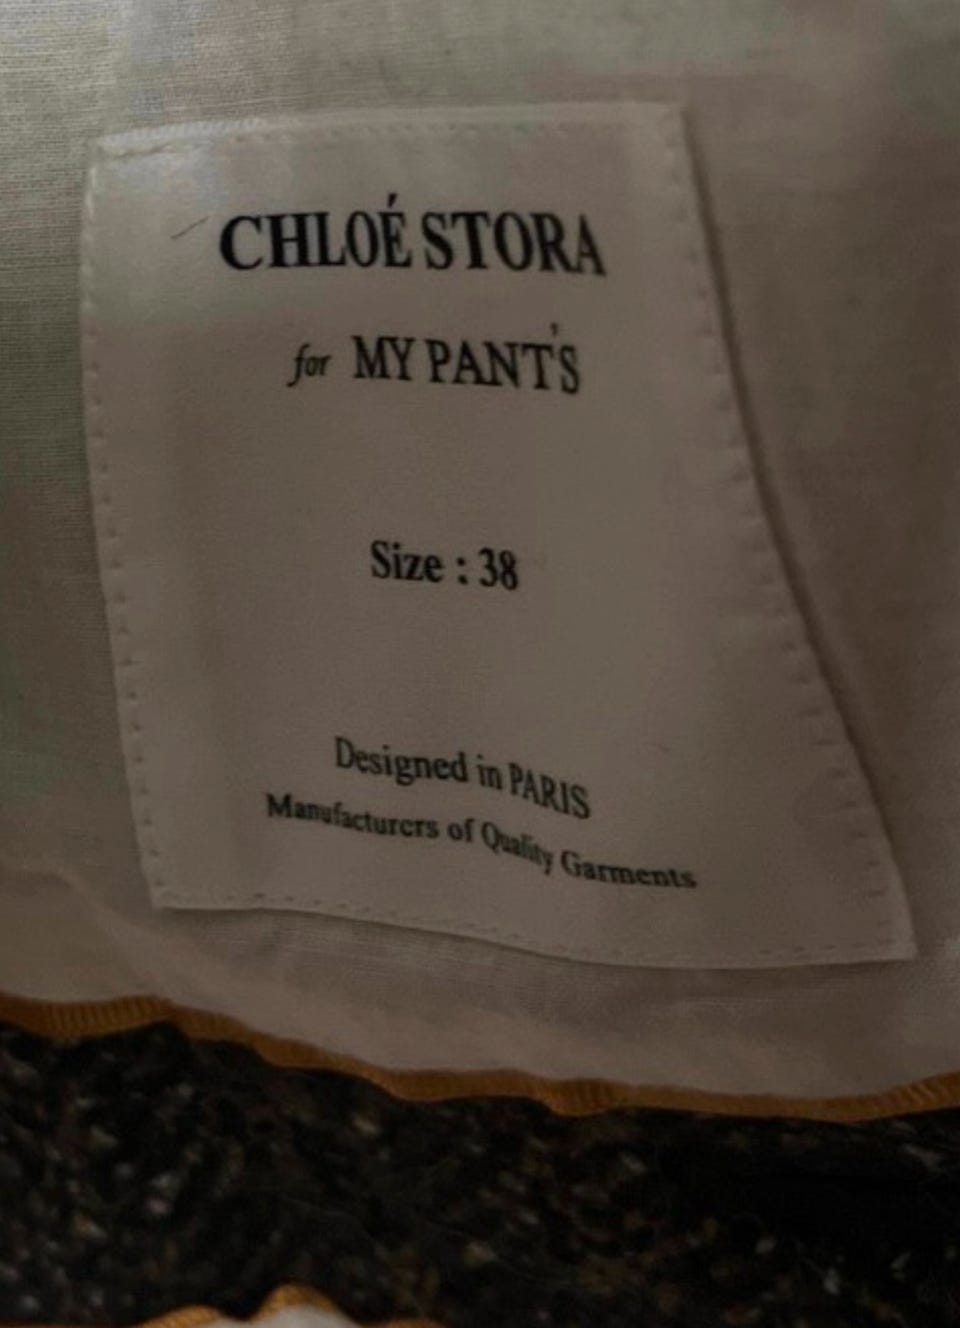 CHLOÉ STORA
for MY PANT'S
Size : 38
Designed in PARIS
Manufacturers of Quality Garments